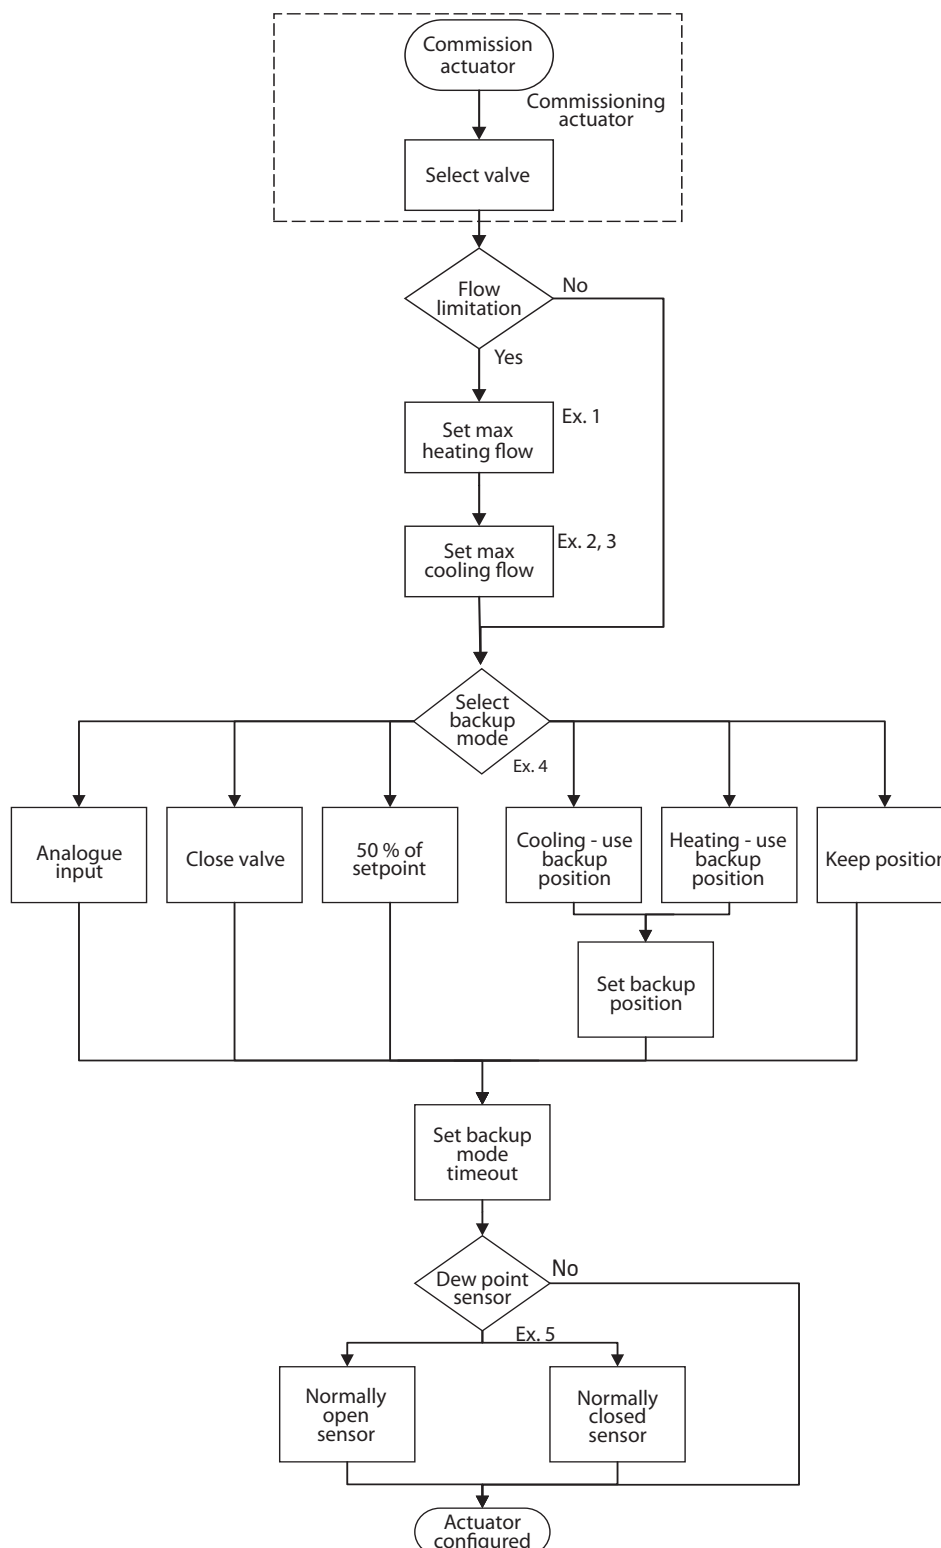 Commission
actuator
Commissioning
actuator
Select valve
Flow
limitation
No
Yes
Set max
heating flow
Ex. 1
Set max
cooling flow
Ex. 2, 3
Select
backup
mode
Ex. 4
Analogue
input
Close valve
50 % of
setpoint
Cooling - use
backup
position
Heating - use
backup
position
Keep position
Set backup
position
Set backup
mode
timeout
Dew point
sensor
No
Ex. 5
Normally
open
sensor
Normally
closed
sensor
Actuator
configured